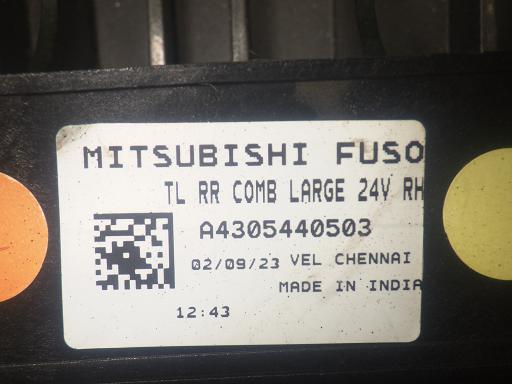 MITSUBISHI FUSO
TL RR COMB LARGE 24V RH
A4305440503
02/09/23 VEL CHENNAI
MADE IN INDIA
12:43